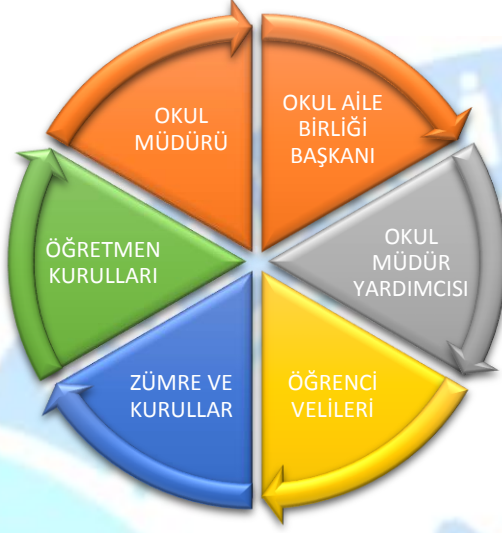 OKUL
MÜDÜRÜ
OKUL AİLE
BİRLİĞİ
BAŞKANI
OKUL
MÜDÜR
YARDIMCISI
ÖĞRENCİ
VELİLERİ
ZÜMRE VE
KURULLAR
ÖĞRETMEN
KURULLARI